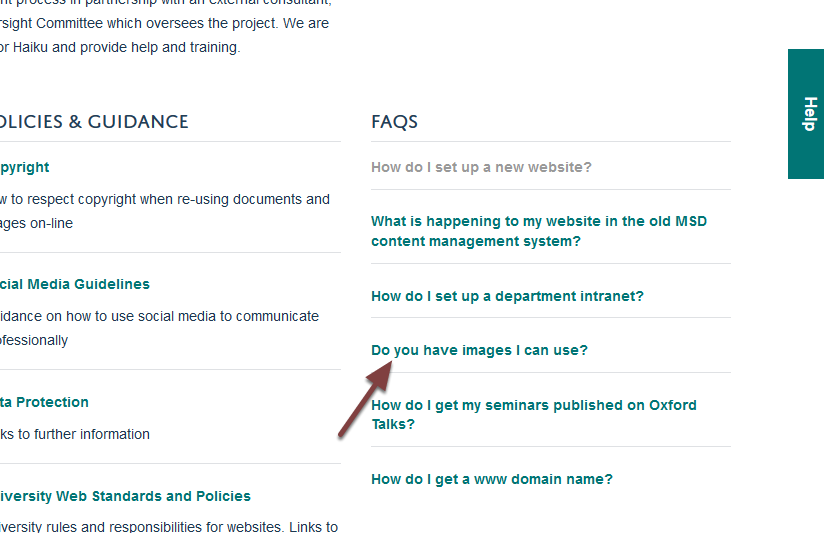 nt process in partnership with an external consultant,
rsight Committee which oversees the project. We are
or Haiku and provide help and training.
OLICIES & GUIDANCE
pyright
w to respect copyright when re-using documents and
ages on-line
cial Media Guidelines
idance on how to use social media to communicate
ofessionally
ta Protection
ks to further information
iversity Web Standards and Policies
iversity rules and responsibilities for websites. Links to
FAQS
How do I set up a new website?
What is happening to my website in the old MSD
content management system?
How do I set up a department intranet?
Do you have images I can use?
How do I get my seminars published on Oxford
Talks?
How do I get a www domain name?
Help